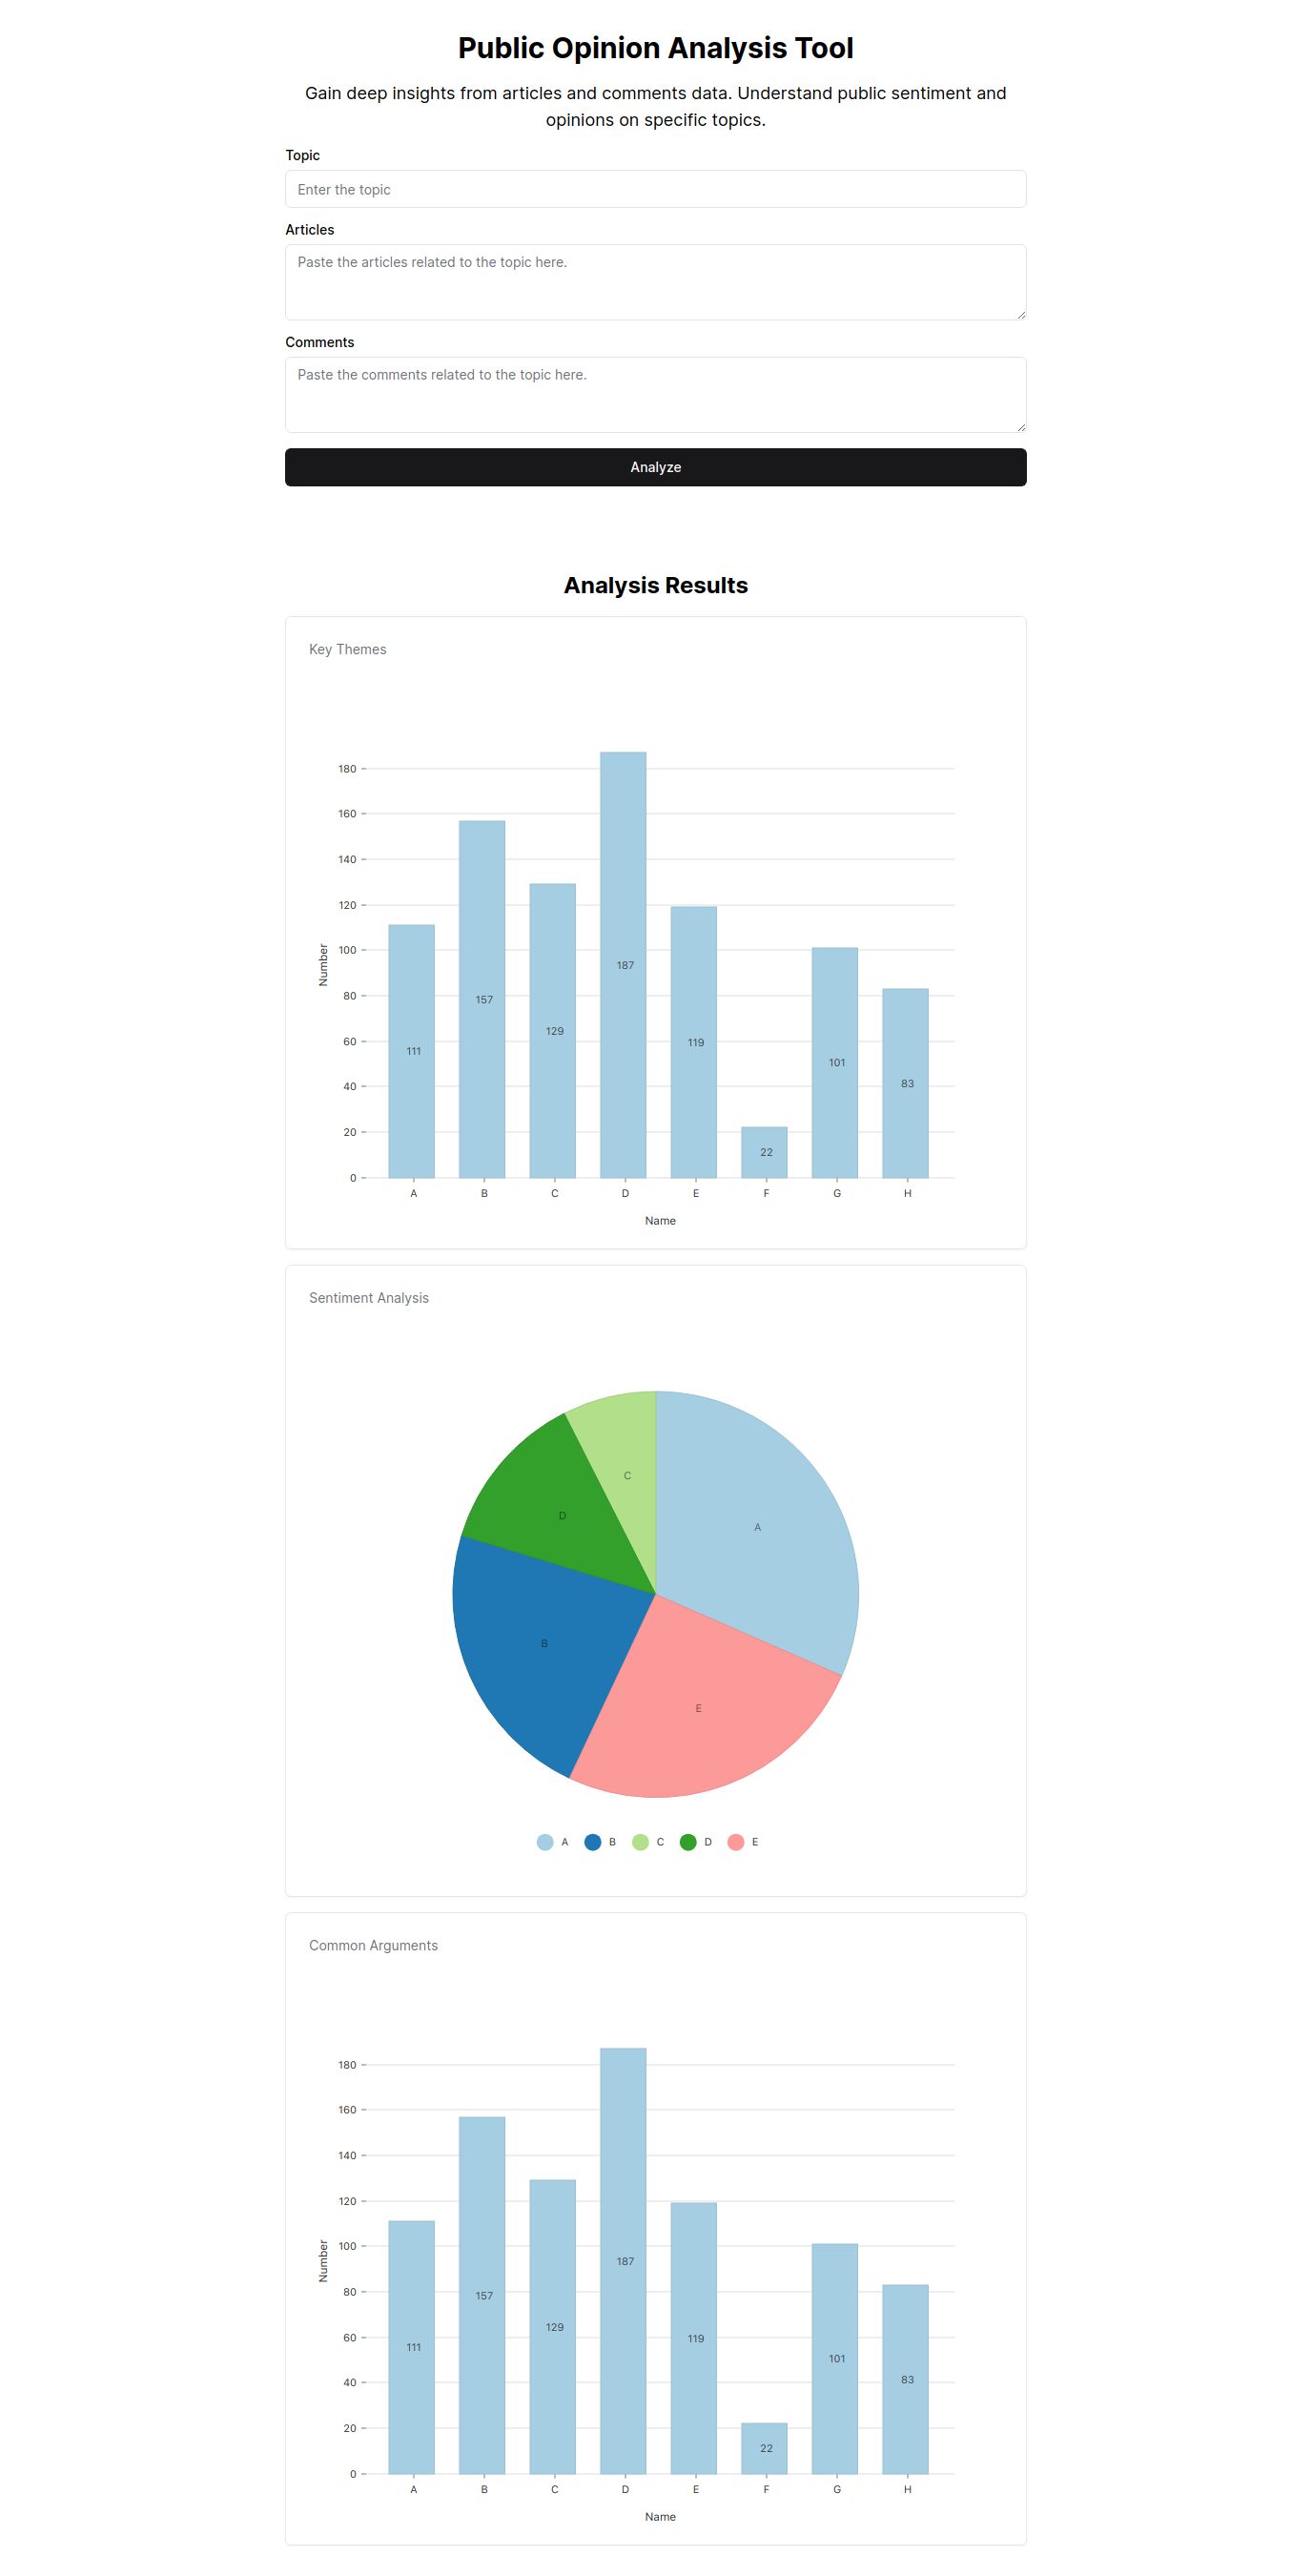 Public Opinion Analysis Tool
Gain deep insights from articles and comments data. Understand public sentiment and
opinions on specific topics.
Topic
Enter the topic
Articles
Paste the articles related to the topic here.
Comments
Paste the comments related to the topic here.
Analyze
Analysis Results
Key Themes
180
160
140
120
100
80
60
40
20
0
Number
111
157
129
187
119
22
101
83
A B C D E F G H
Name
Sentiment Analysis
C
A
D
B
E
A B C D E
Common Arguments
180
160
140
120
100
80
60
40
20
0
Number
111
157
129
187
119
22
101
83
A B C D E F G H
Name